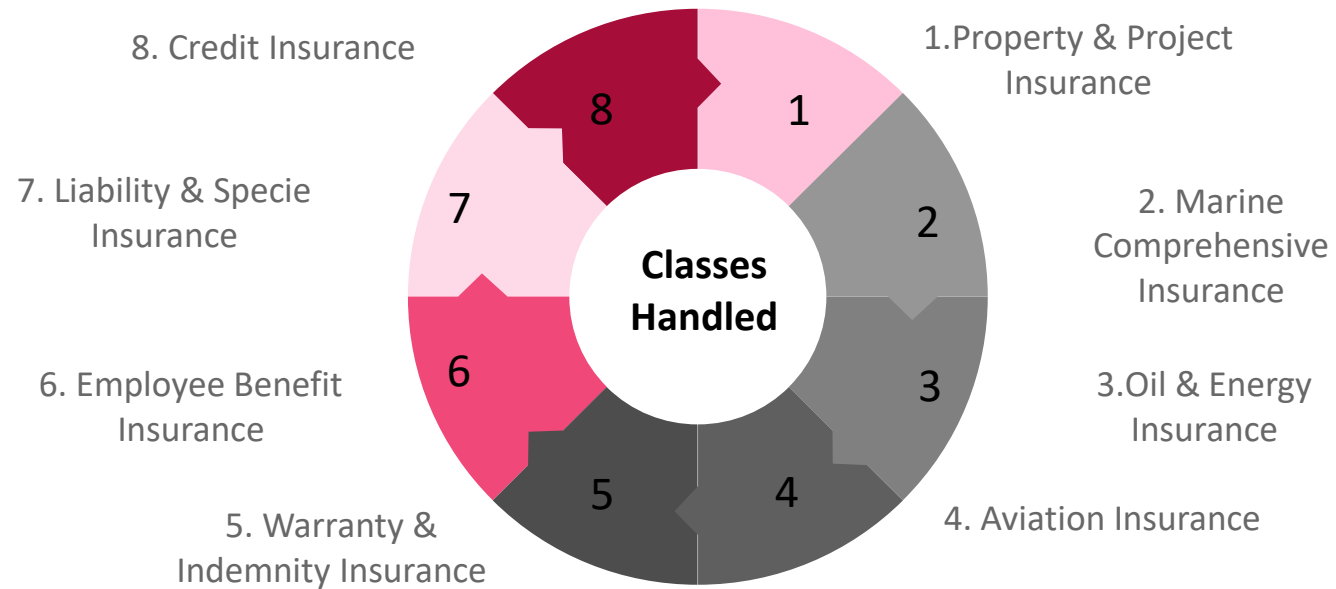 8. Credit Insurance
1.Property & Project
Insurance
8
1
7. Liability & Specie
Insurance
7
2
2. Marine
Comprehensive
Insurance
Classes
Handled
6. Employee Benefit
Insurance
6
3
3.Oil & Energy
Insurance
5
4
5. Warranty &
Indemnity Insurance
4. Aviation Insurance